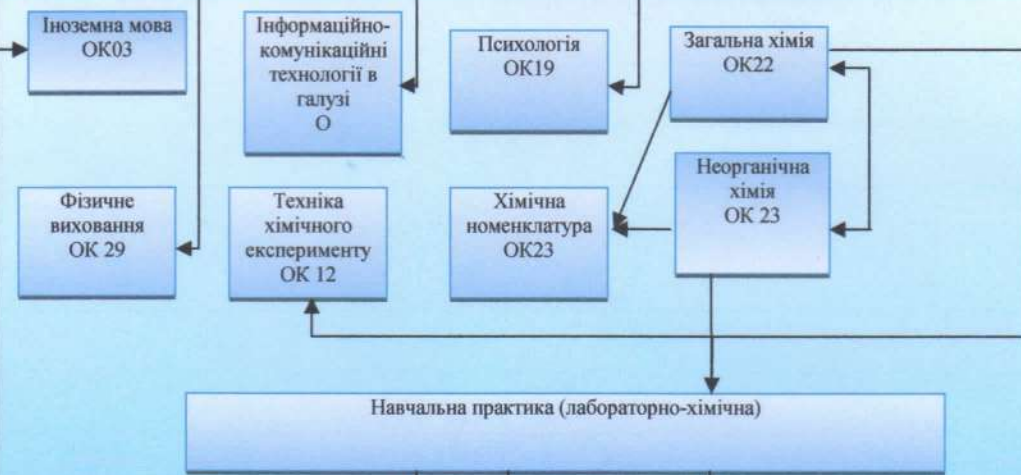 Іноземна мова
ОК03
Інформаційно-
комунікаційні
технології в
галузі
О
Психологія
ОК19
Загальна хімія
ОК22
Фізичне
виховання
ОК 29
Техніка
хімічного
експерименту
ОК 12
Хімічна
номенклатура
ОК23
Неорганічна
хімія
ОК 23
Навчальна практика (лабораторно-хімічна)